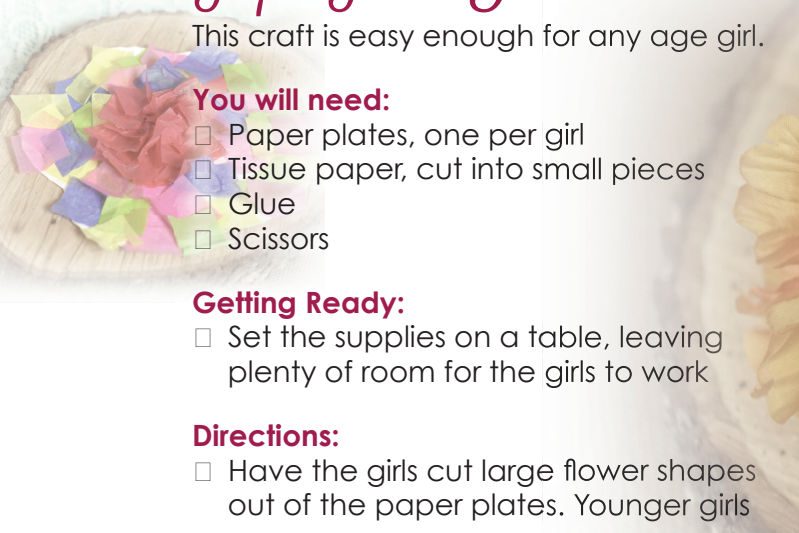 This craft is easy enough for any age girl.
You will need:
☐ Paper plates, one per girl
☐ Tissue paper, cut into small pieces
☐ Glue
☐ Scissors
Getting Ready:
☐ Set the supplies on a table, leaving
plenty of room for the girls to work
Directions:
☐ Have the girls cut large flower shapes
out of the paper plates. Younger girls